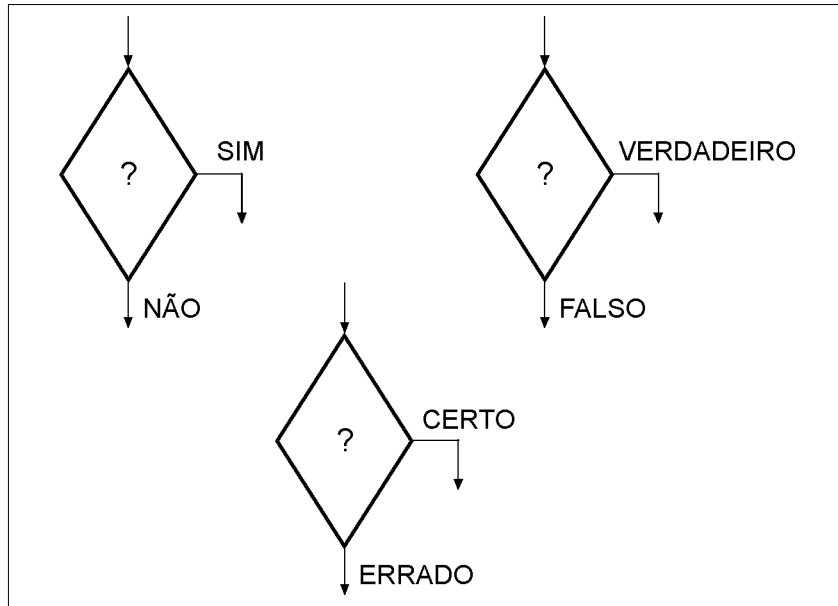 ?
SIM
NÃO
?
VERDADEIRO
FALSO
?
CERTO
ERRADO